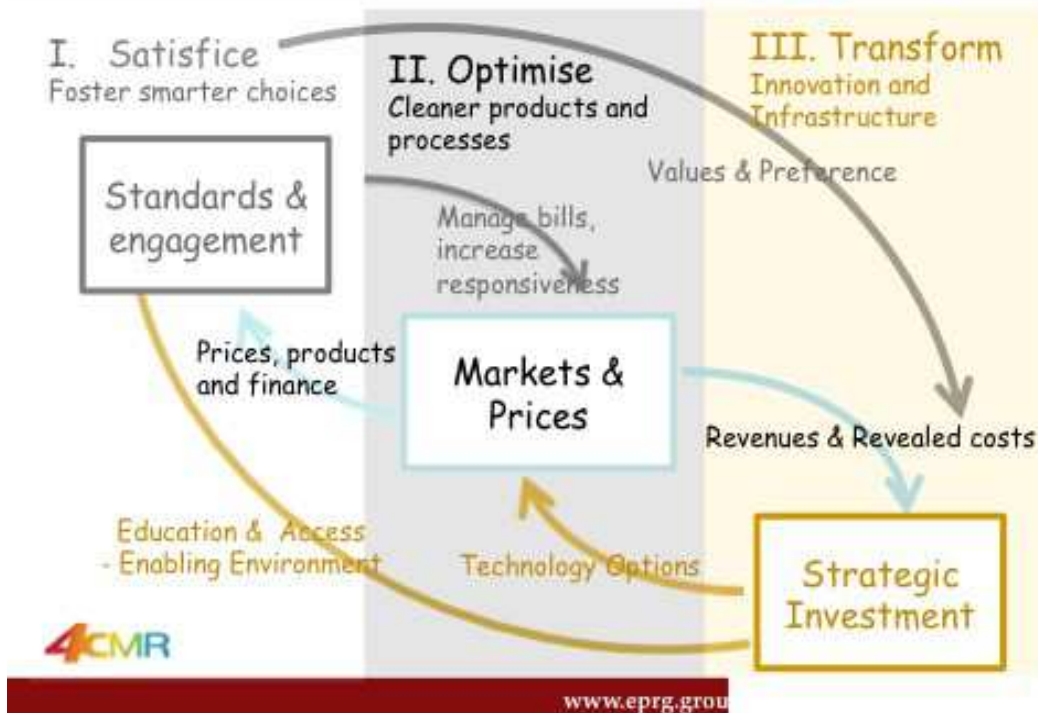 I. Satisfice
Foster smarter choices
Standards &
engagement
II. Optimise
Cleaner products and
processes
Manage bills,
increase
responsiveness
III. Transform
Innovation and
Infrastructure
Values & Preference
Prices, products
and finance
Markets &
Prices
Revenues & Revealed costs
Education & Access
- Enabling Environment
Technology Options
Strategic
Investment
4CMR
www.eprg.grou